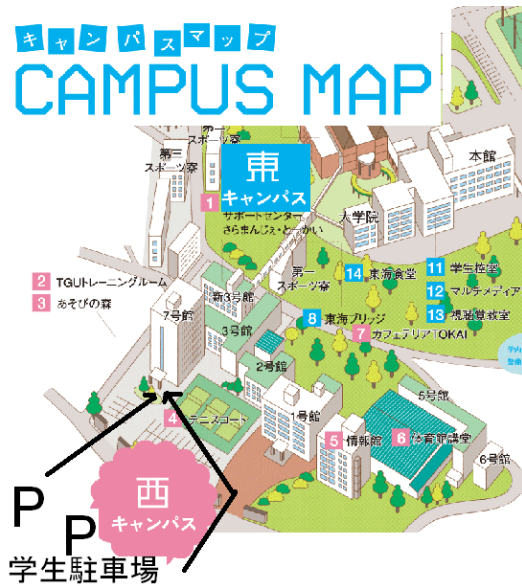 キャンパスマップ
CAMPUS MAP
第二
スポーツ寮
第三
スポーツ寮
東
キャンパス
本館
大学院
1
サポートセンター
さらまんじぇ・とーかい
2 TGUトレーニングルーム
3 あそびの森
第一
スポーツ寮
14 東海食堂
11 学生控室
12 マルチメディア
13 視聴覚教室
新3号館
7号館
3号館
8 東海ブリッジ
7 カフェテリアTOKAI
2号館
5号館
4 テニスコート
1号館
5 情報館
6 体育館講堂
6号館
西
キャンパス
P
P
学生駐車場